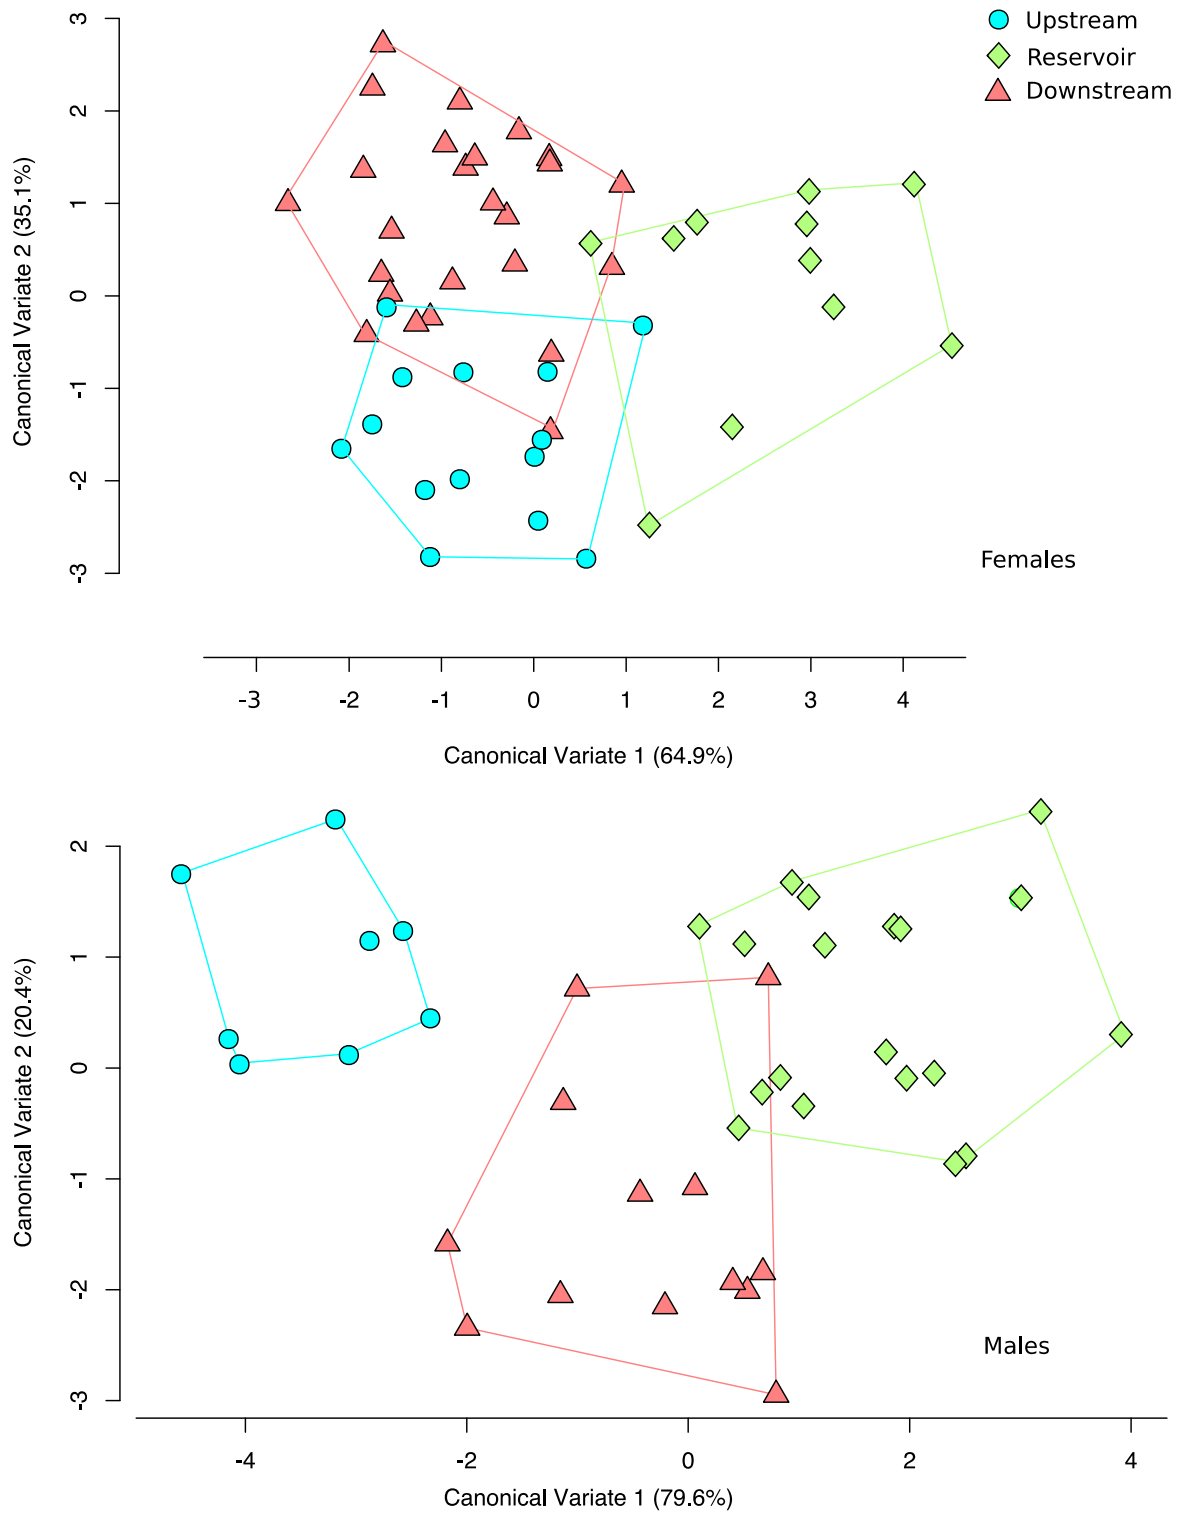 Upstream
Reservoir
Downstream
3
2
1
0
-1
-2
-3
Canonical Variate 2 (35.1%)
Females
-3 -2 -1 0 1 2 3 4
Canonical Variate 1 (64.9%)
2
1
0
-1
-2
-3
Canonical Variate 2 (20.4%)
Males
-4 -2 0 2 4
Canonical Variate 1 (79.6%)